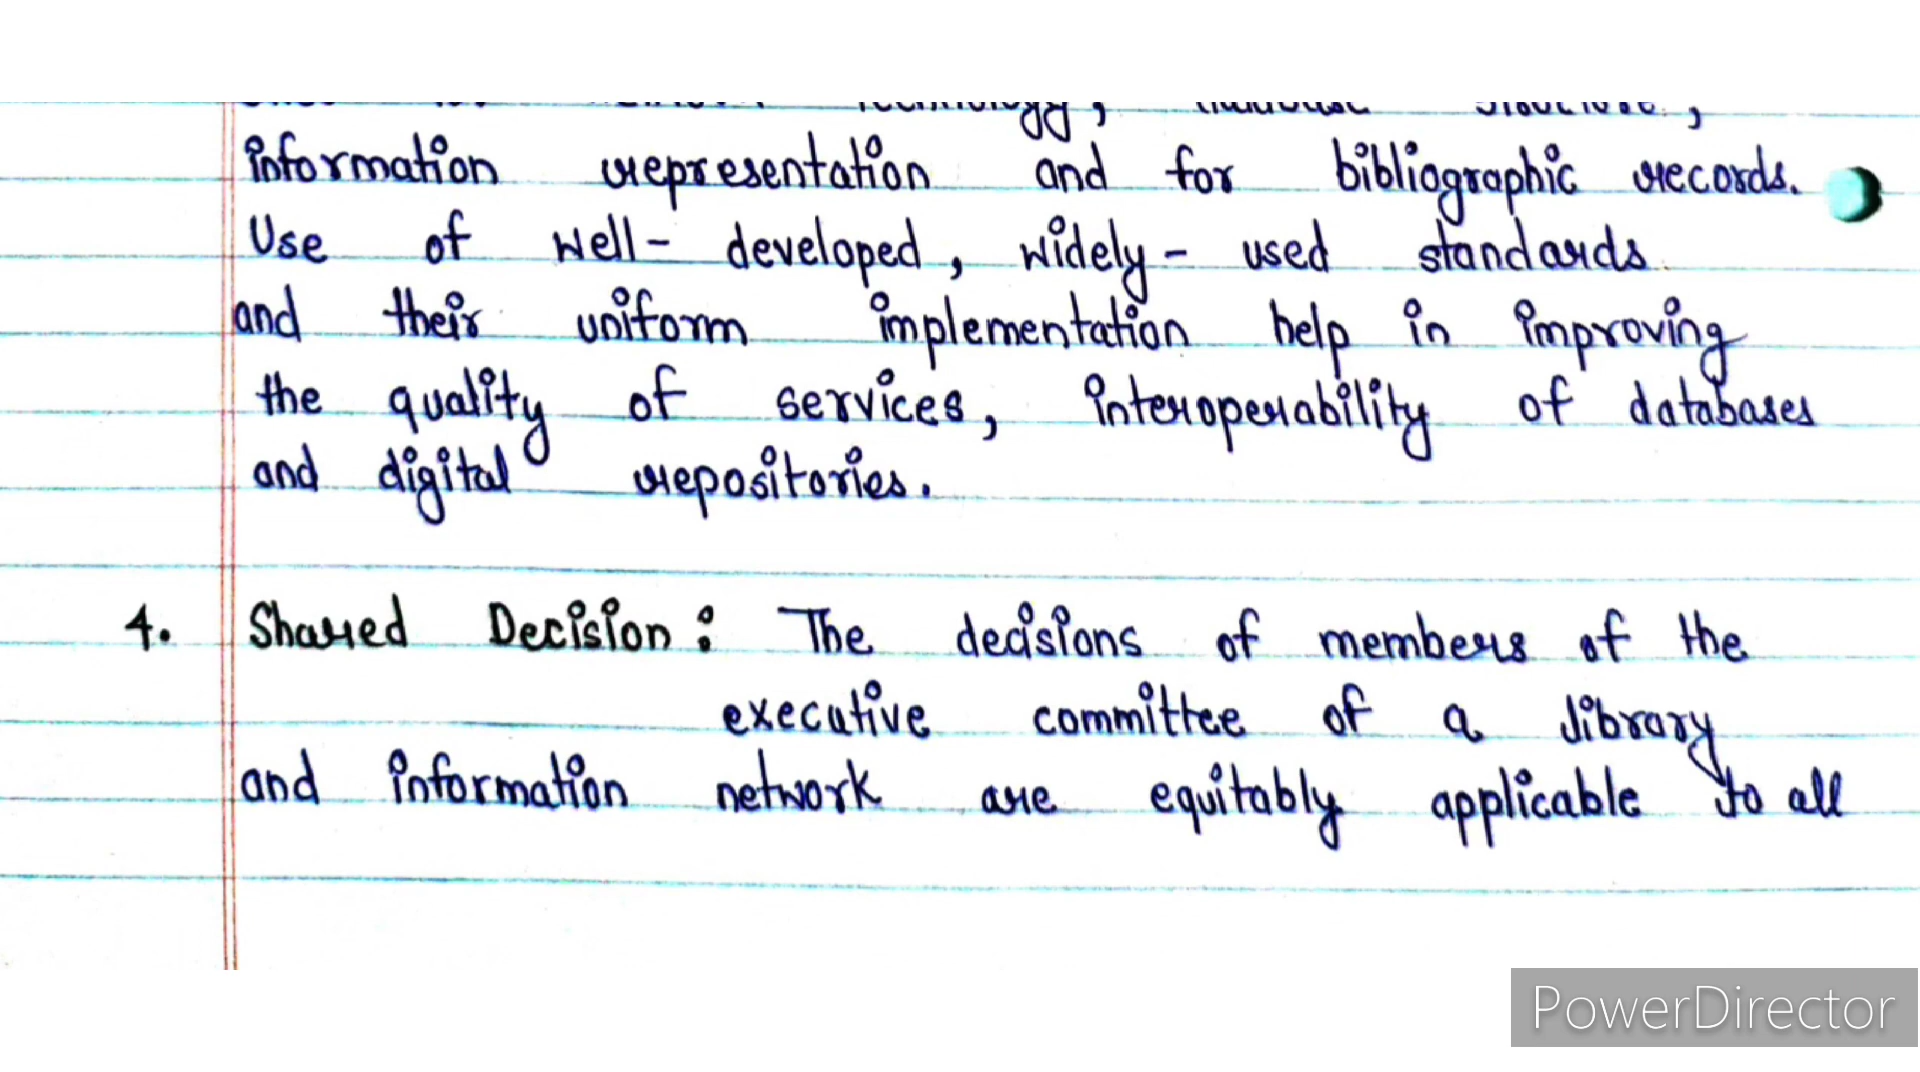 technology,
information representation and for bibliographic records.
Use of well- developed, widely- used standards
and their uniform implementation help in improving
the quality of services, interoperability of databases
and digital repositories.
4. Shared Decision: The decisions of members of the
executive committee of a library
and information network are equitably applicable to all
PowerDirector